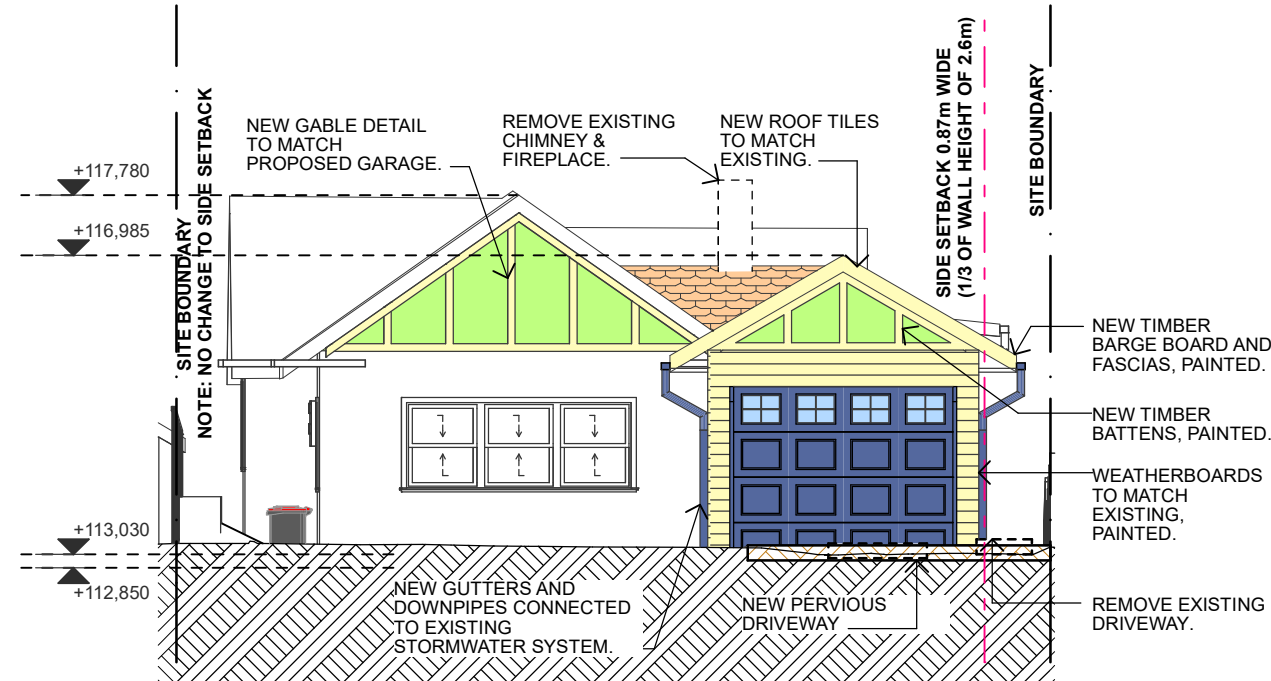 NEW GABLE DETAIL
TO MATCH
PROPOSED GARAGE.
REMOVE EXISTING
CHIMNEY &
FIREPLACE.
NEW ROOF TILES
TO MATCH
EXISTING.
SIDE SETBACK 0.87m WIDE
(1/3 OF WALL HEIGHT OF 2.6m)
SITE BOUNDARY
+117,780
+116,985
SITE BOUNDARY
NOTE: NO CHANGE TO SIDE SETBACK
NEW TIMBER
BARGE BOARD AND
FASCIAS, PAINTED.
NEW TIMBER
BATTENS, PAINTED.
WEATHERBOARDS
TO MATCH
EXISTING,
PAINTED.
+113,030
+112,850
NEW GUTTERS AND
DOWNPIPES CONNECTED
TO EXISTING
STORMWATER SYSTEM.
NEW PERVIOUS
DRIVEWAY
REMOVE EXISTING
DRIVEWAY.